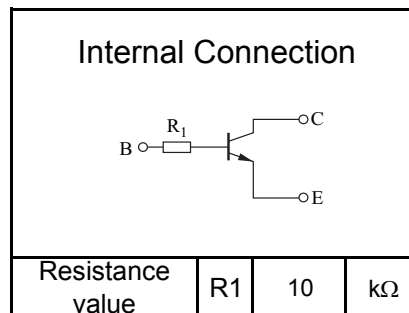 Internal Connection
C
R1
B
E
Resistance value R1 10 kΩ